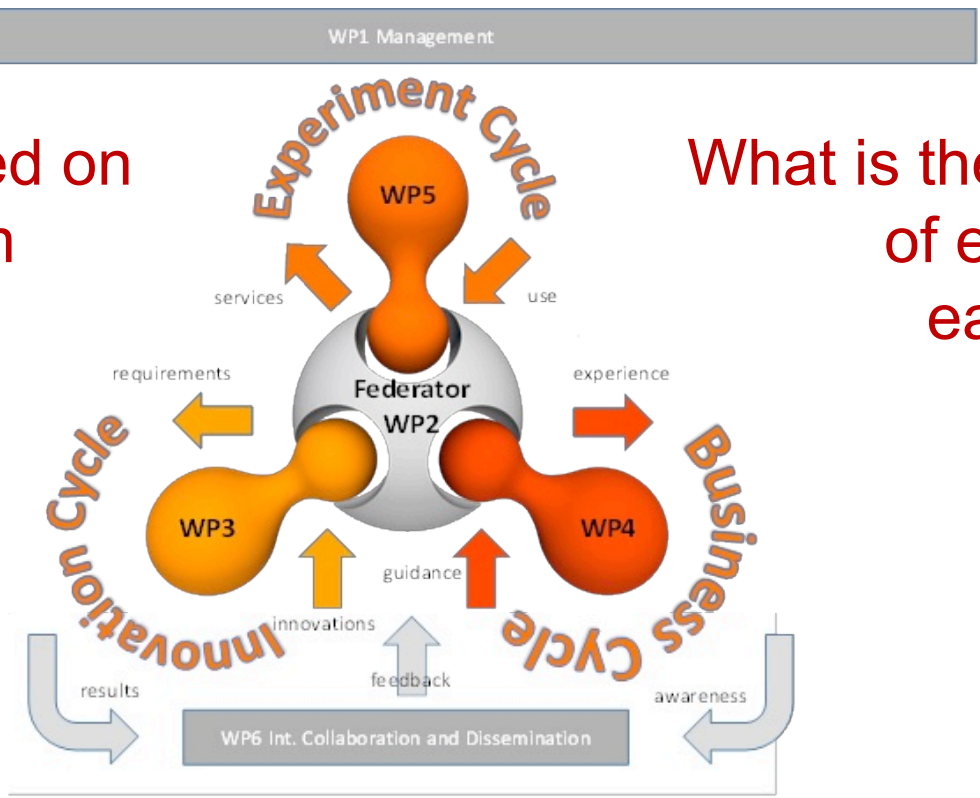 WP1 Management
Experiment Cycle
ed on
What is the
WP5
of e
services
use
ea
requirements
experience
Federator
WP2
Innovation Cycle
Business Cycle
WP3
WP4
guidance
innovations
feedback
results
awareness
WP6 Int. Collaboration and Dissemination